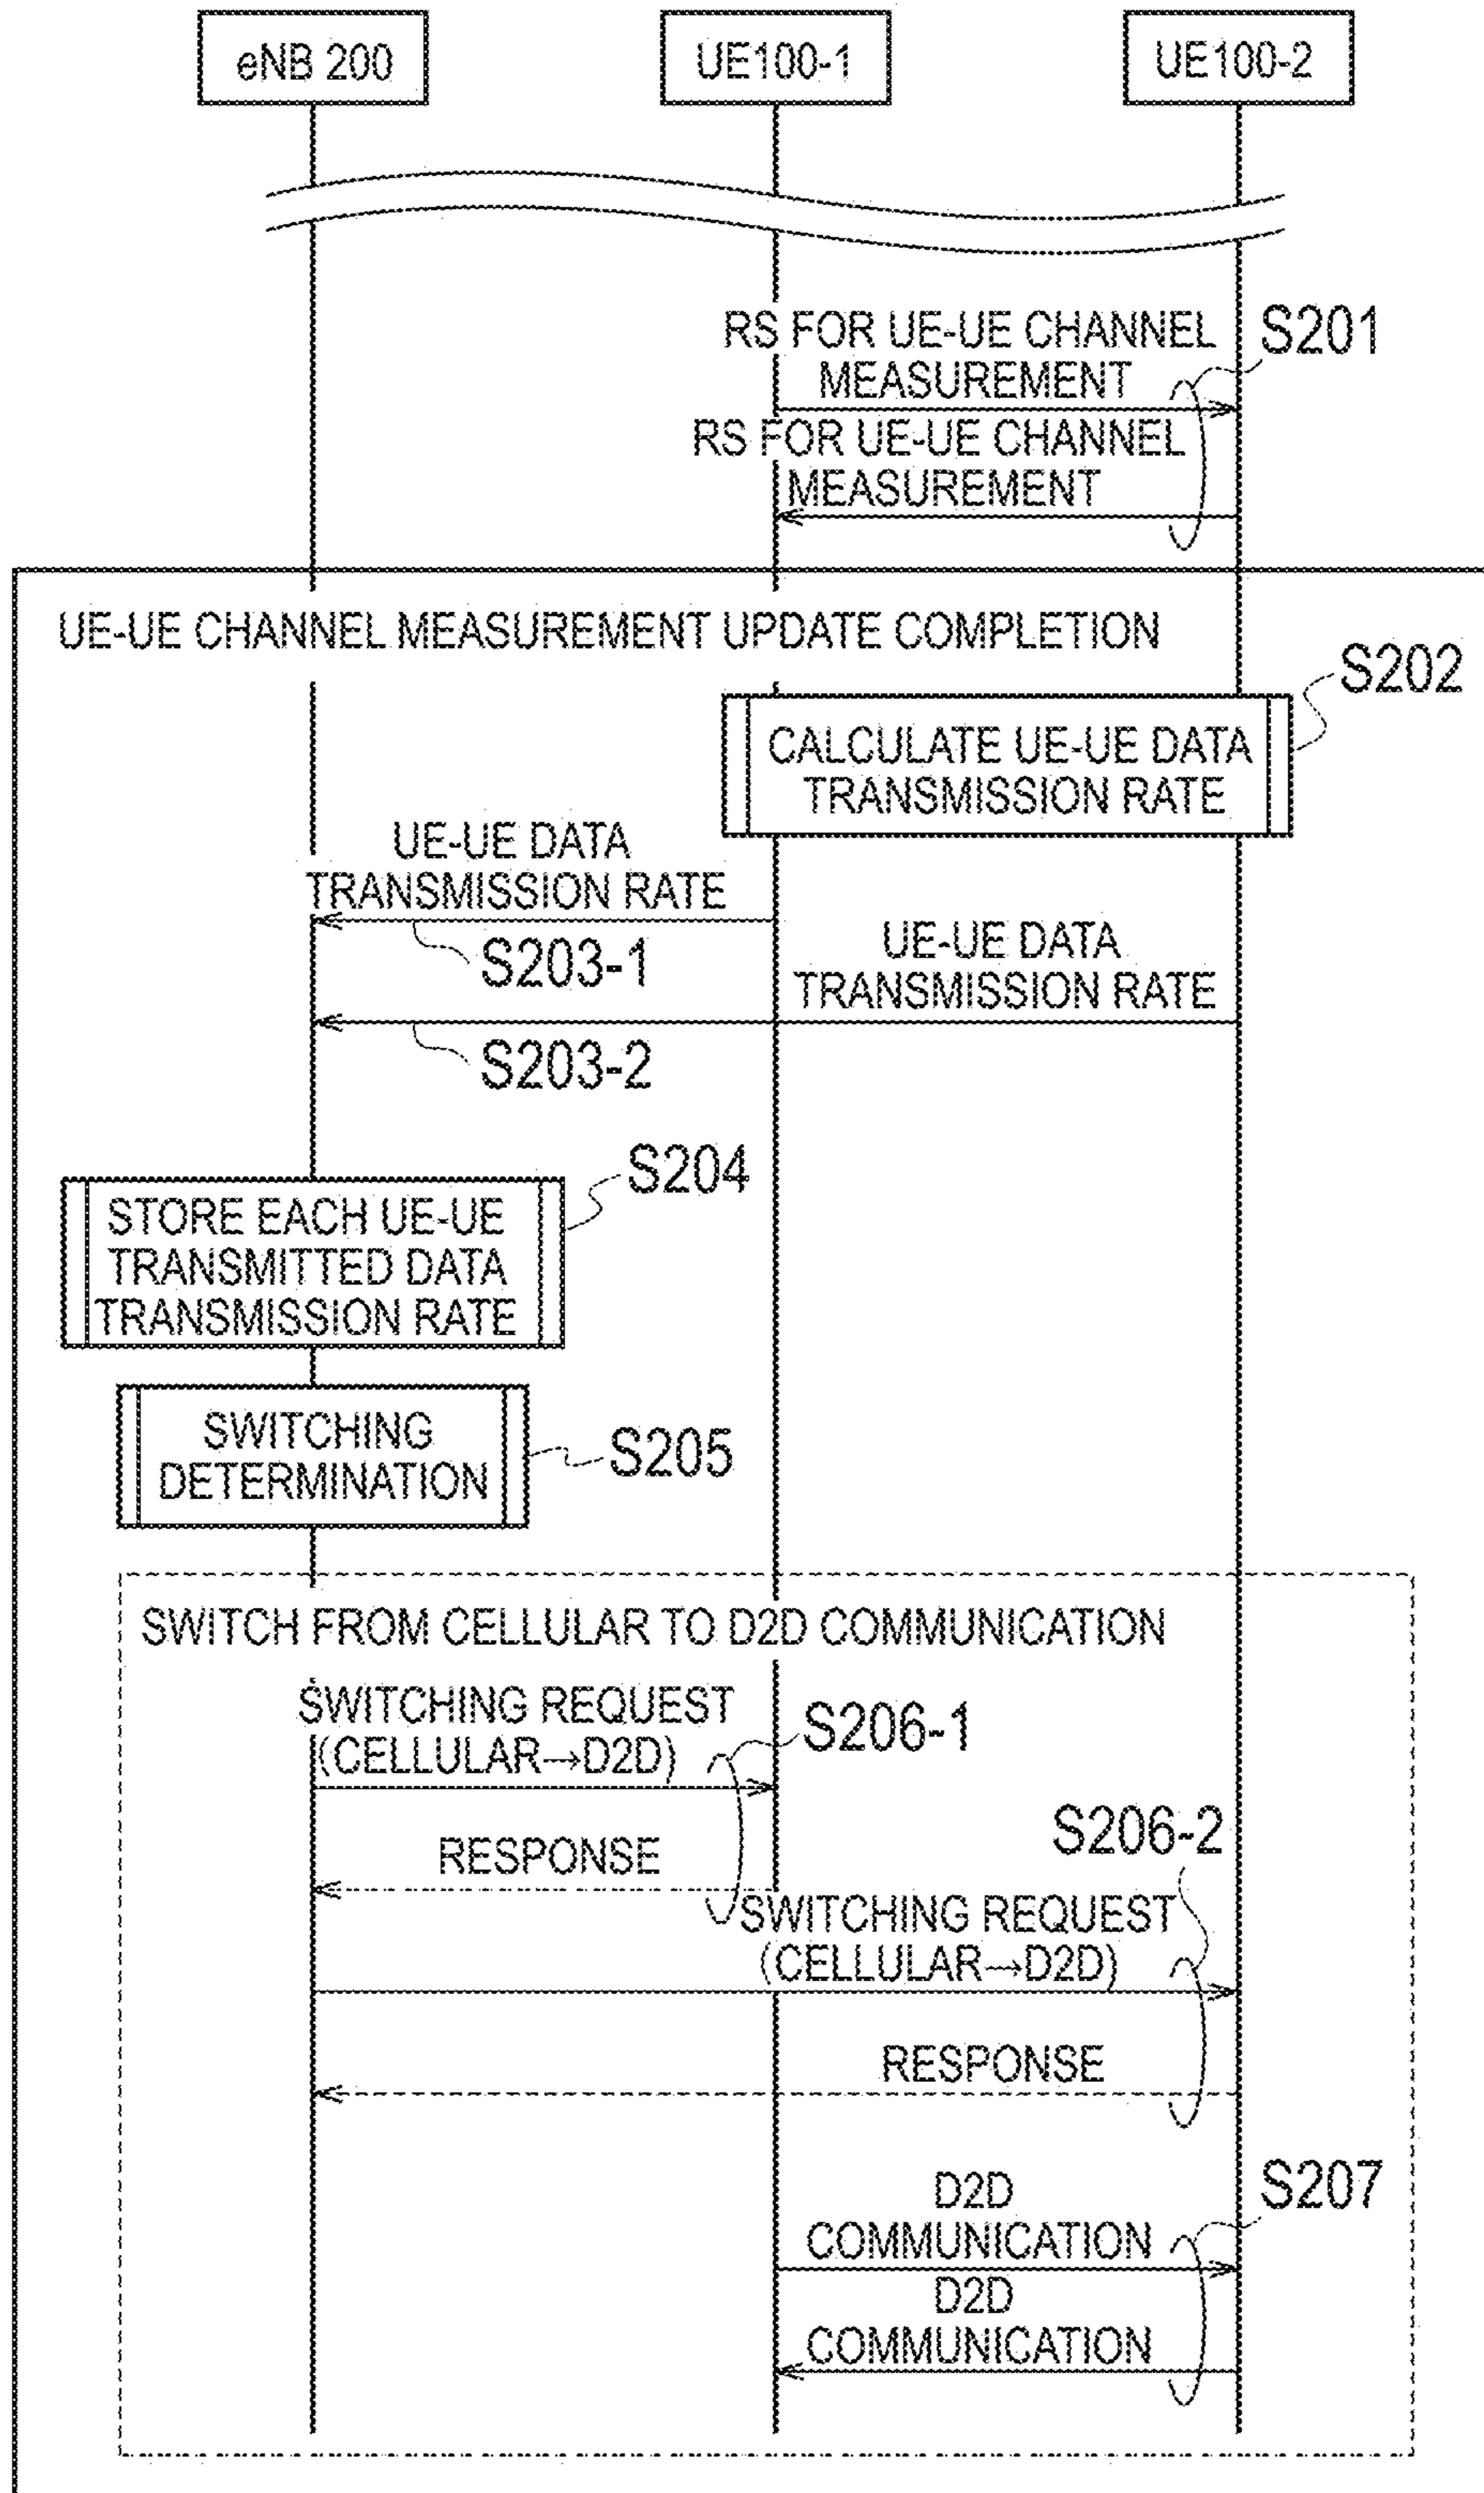 eNB 200
UE100-1
UE100-2
RS FOR UE-UE CHANNEL
MEASUREMENT
S201
RS FOR UE-UE CHANNEL
MEASUREMENT
UE-UE CHANNEL MEASUREMENT UPDATE COMPLETION
S202
CALCULATE UE-UE DATA
TRANSMISSION RATE
UE-UE DATA
TRANSMISSION RATE
S203-1
UE-UE DATA
TRANSMISSION RATE
S203-2
S204
STORE EACH UE-UE
TRANSMITTED DATA
TRANSMISSION RATE
SWITCHING
DETERMINATION
S205
SWITCH FROM CELLULAR TO D2D COMMUNICATION
SWITCHING REQUEST
(CELLULAR→D2D)
S206-1
RESPONSE
S206-2
SWITCHING REQUEST
(CELLULAR→D2D)
RESPONSE
S207
D2D
COMMUNICATION
D2D
COMMUNICATION